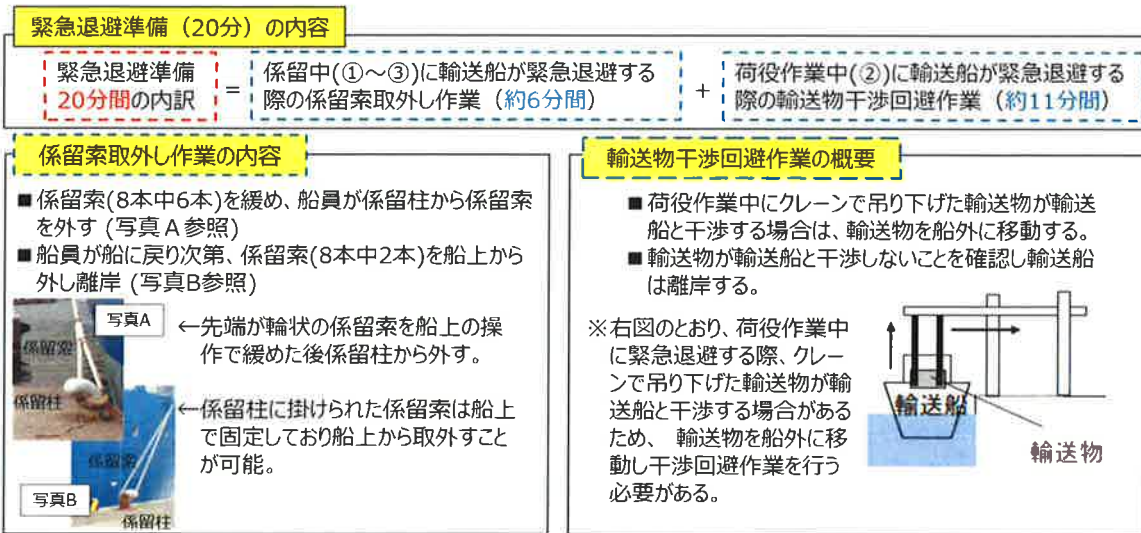 緊急退避準備（20分）の内容
緊急退避準備
20分間の内訳
=
係留中(①～③)に輸送船が緊急退避する
際の係留索取外し作業（約6分間）
+
荷役作業中(②)に輸送船が緊急退避する
際の輸送物干渉回避作業（約11分間）
係留索取外し作業の内容
■係留索(8本中6本)を緩め、船員が係留柱から係留索
を外す (写真A参照)
■船員が船に戻り次第、係留索(8本中2本)を船上から
外し離岸 (写真B参照)
写真A
係留索
係留柱
←先端が輪状の係留索を船上の操
作で緩めた後係留柱から外す。
←係留柱に掛けられた係留索は船上
で固定しており船上から取外すこと
が可能。
係留索
写真B
係留柱
輸送物干渉回避作業の概要
■荷役作業中にクレーンで吊り下げた輸送物が輸送
船と干渉する場合は、輸送物を船外に移動する。
■輸送物が輸送船と干渉しないことを確認し輸送船
は離岸する。
※右図のとおり、荷役作業中
に緊急退避する際、クレー
ンで吊り下げた輸送物が輸
送船と干渉する場合がある
ため、 輸送物を船外に移
動し干渉回避作業を行う
必要がある。
輸送船
輸送物